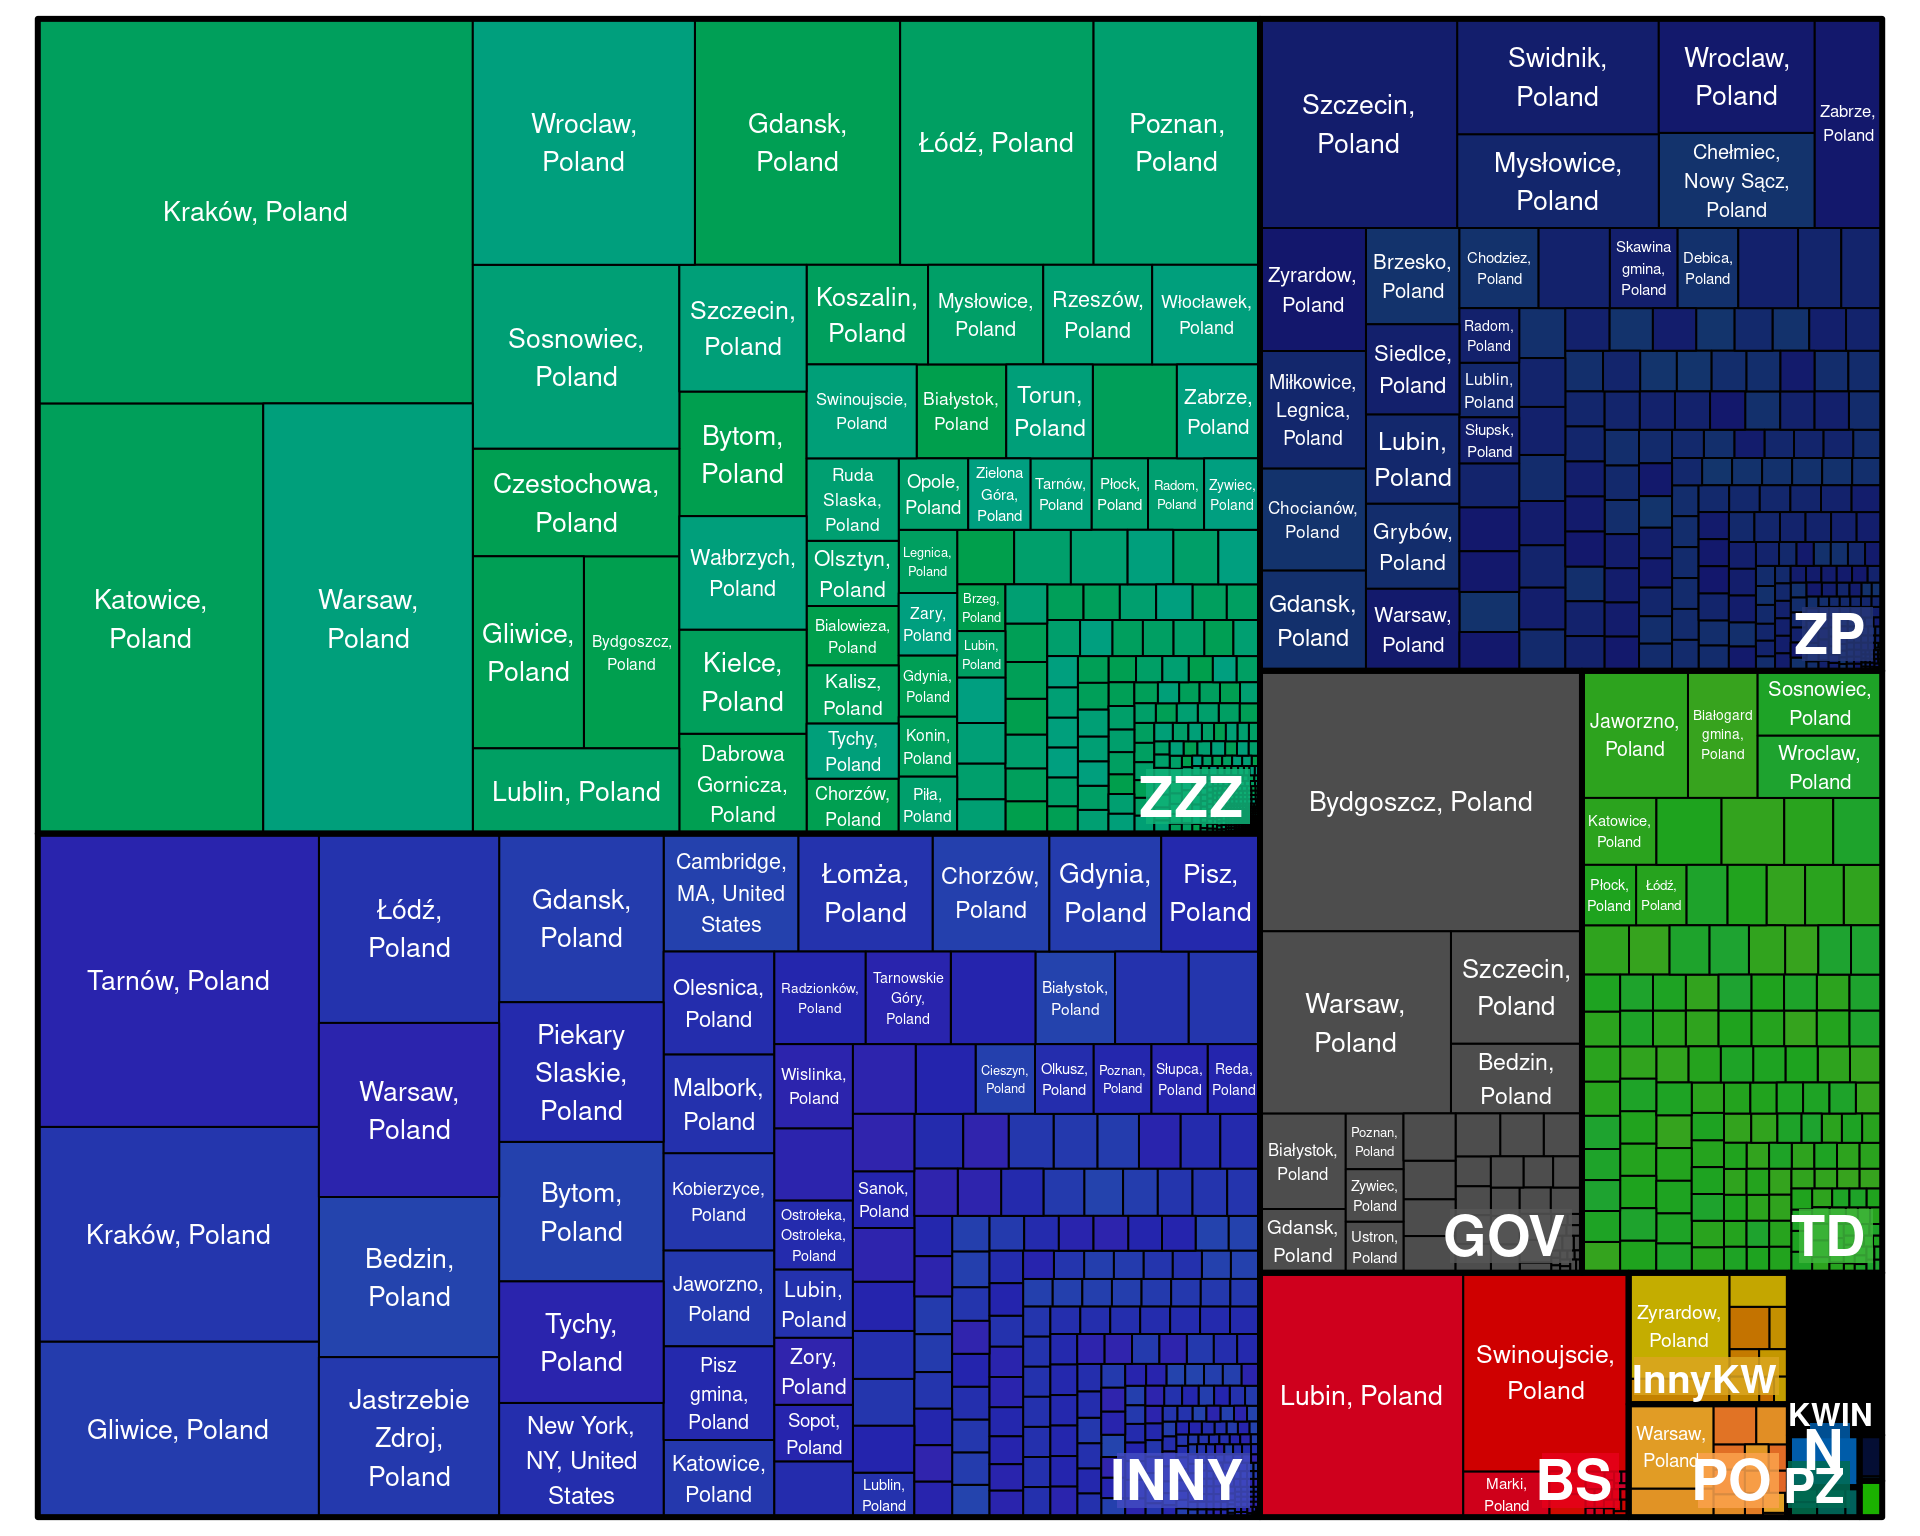 Kraków, Poland
Katowice,
Poland
Warsaw,
Poland
Wroclaw,
Poland
Gdansk,
Poland
Łódź, Poland
Poznan,
Poland
Sosnowiec,
Poland
Czestochowa,
Poland
Gliwice,
Poland
Bydgoszcz,
Poland
Lublin, Poland
Szczecin,
Poland
Bytom,
Poland
Wałbrzych,
Poland
Kielce,
Poland
Dabrowa
Gornicza,
Poland
Koszalin,
Poland
Mysłowice,
Poland
Rzeszów,
Poland
Włocławek,
Poland
Swinoujscie,
Poland
Białystok,
Poland
Torun,
Poland
Zabrze,
Poland
Ruda
Slaska,
Poland
Olsztyn,
Poland
Bialowieza,
Poland
Kalisz,
Poland
Tychy,
Poland
Chorzów,
Poland
Opole,
Poland
Zielona
Góra,
Poland
Tarnów,
Poland
Płock,
Poland
Radom,
Poland
Zywiec,
Poland
Legnica,
Poland
Zary,
Poland
Gdynia,
Poland
Konin,
Poland
Piła,
Poland
Brzeg,
Poland
Lubin,
Poland
ZZZ
Szczecin,
Poland
Swidnik,
Poland
Mysłowice,
Poland
Wroclaw,
Poland
Chełmiec,
Nowy Sącz,
Poland
Zabrze,
Poland
Zyrardow,
Poland
Miłkowice,
Legnica,
Poland
Chocianów,
Poland
Gdansk,
Poland
Brzesko,
Poland
Siedlce,
Poland
Lubin,
Poland
Grybów,
Poland
Warsaw,
Poland
Chodziez,
Poland
Skawina
gmina,
Poland
Debica,
Poland
Radom,
Poland
Lublin,
Poland
Słupsk,
Poland
ZP
Tarnów, Poland
Kraków, Poland
Gliwice, Poland
Łódź,
Poland
Warsaw,
Poland
Bedzin,
Poland
Jastrzebie
Zdroj,
Poland
Gdansk,
Poland
Piekary
Slaskie,
Poland
Bytom,
Poland
Tychy,
Poland
New York,
NY, United
States
Cambridge,
MA, United
States
Łomża,
Poland
Chorzów,
Poland
Gdynia,
Poland
Pisz,
Poland
Olesnica,
Poland
Malbork,
Poland
Kobierzyce,
Poland
Jaworzno,
Poland
Pisz
gmina,
Poland
Katowice,
Poland
Radzionków,
Poland
Tarnowskie
Góry,
Poland
Białystok,
Poland
Wislinka,
Poland
Cieszyn,
Poland
Olkusz,
Poland
Poznan,
Poland
Słupca,
Poland
Reda,
Poland
Ostrołeka,
Ostroleka,
Poland
Lubin,
Poland
Zory,
Poland
Sopot,
Poland
Sanok,
Poland
Lublin,
Poland
INNY
Bydgoszcz, Poland
Warsaw,
Poland
Szczecin,
Poland
Bedzin,
Poland
Białystok,
Poland
Gdansk,
Poland
Poznan,
Poland
Zywiec,
Poland
Ustron,
Poland
GOV
Jaworzno,
Poland
Białogard
gmina,
Poland
Sosnowiec,
Poland
Wroclaw,
Poland
Katowice,
Poland
Płock,
Poland
Łódź,
Poland
TD
Lubin, Poland
Swinoujscie,
Poland
Marki,
Poland
BS
Zyrardow,
Poland
InnyKW
Warsaw,
Poland
PO
KWIN
N
PZ